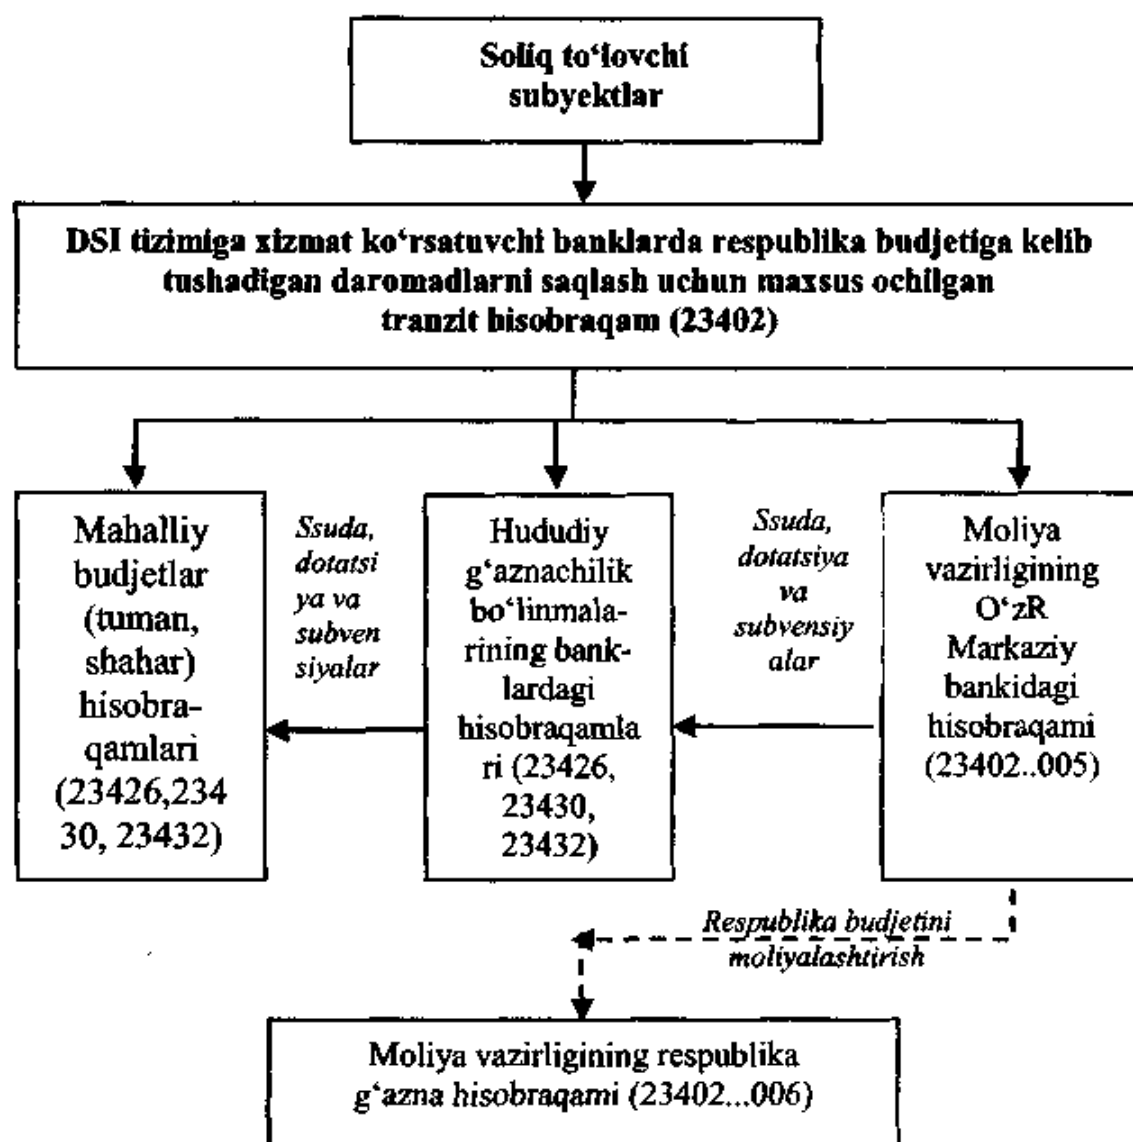 Soliq to‘lovchi
subyektlar
DSI tizimiga xizmat ko‘rsatuvchi banklarda respublika budjetiga kelib
tushadigan daromadlarni saqlash uchun maxsus ochilgan
tranzit hisobraqam (23402)
Mahalliy
budjetlar
(tuman,
shahar)
hisobra-
qamlari
(23426,234
30, 23432)
Ssuda,
dotatsi
ya va
subven
siyalar
Hududiy
g‘aznachilik
bo‘linmala-
rining bank-
lardagi
hisobraqamla
ri (23426,
23430,
23432)
Ssuda,
dotatsiya
va
subvensiy
alar
Moliya
vazirligining
O‘zR
Markaziy
bankidagi
hisobraqami
(23402..005)
Respublika budjetini
moliyalashtirish
Moliya vazirligining respublika
g‘azna hisobraqami (23402...006)